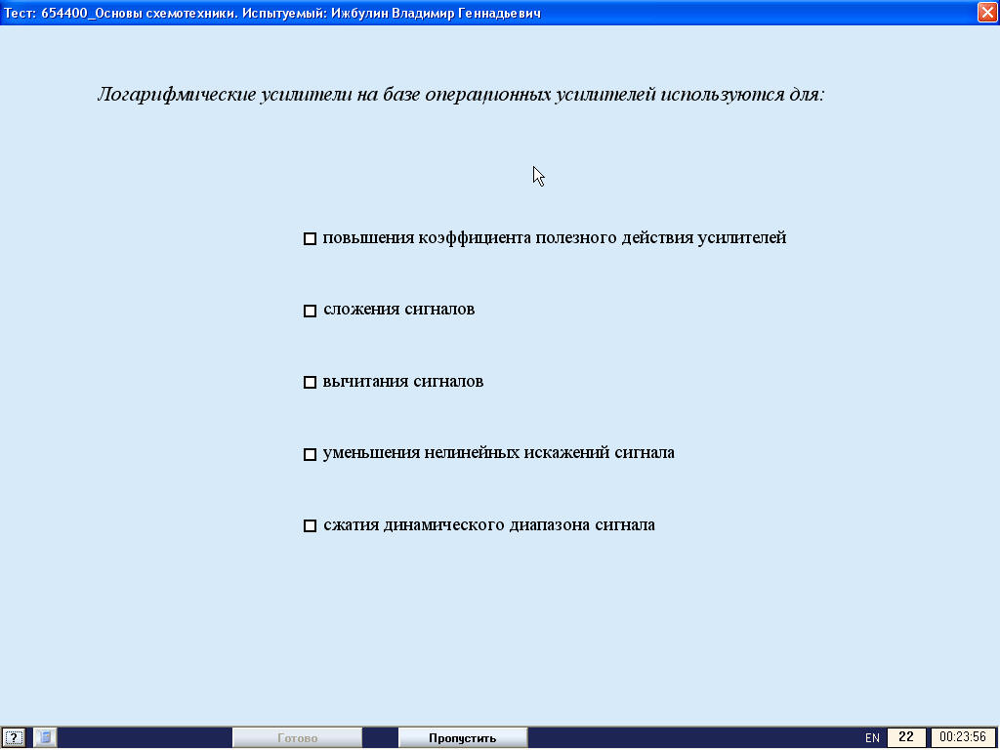 Тест: 654400_Основы схемотехники. Испытуемый: Ижбулин Владимир Геннадьевич
Логарифмические усилители на базе операционных усилителей используются для:
повышения коэффициента полезного действия усилителей
сложения сигналов
вычитания сигналов
уменьшения нелинейных искажений сигнала
сжатия динамического диапазона сигнала
? Готово Пропустить EN 22 00:23:56